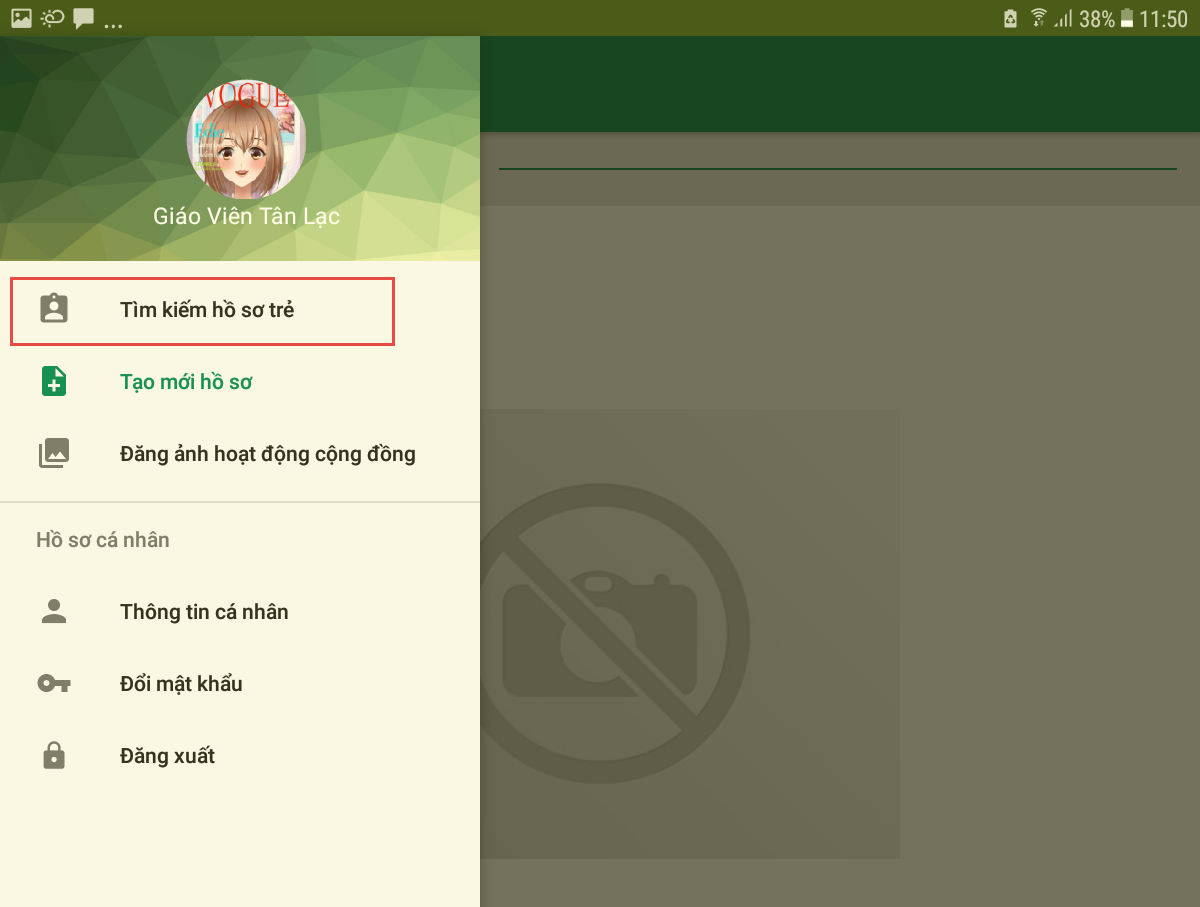 ... 38% 11:50
VOGUE
Edie
Giáo Viên Tân Lạc
Tìm kiếm hồ sơ trẻ
Tạo mới hồ sơ
Đăng ảnh hoạt động cộng đồng
Hồ sơ cá nhân
Thông tin cá nhân
Đổi mật khẩu
Đăng xuất